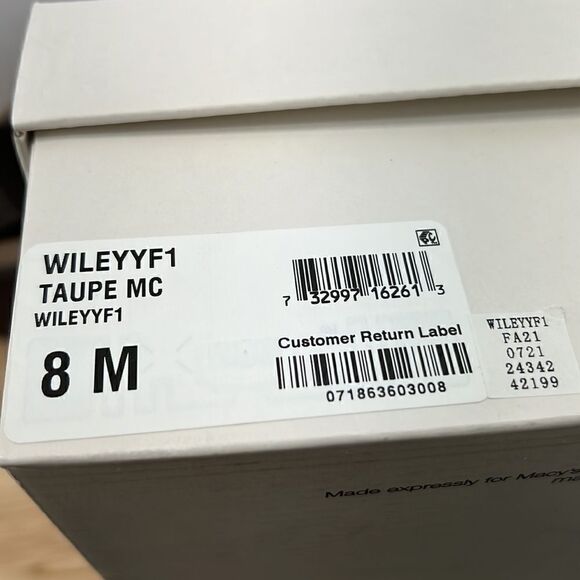 WILEYYF1
TAUPE MC
WILEYYF1
8 M
7 32997 16261 3
Customer Return Label
071863603008
WILEYYF1
FA21
0721
24342
42199
Made expressly for Macy's